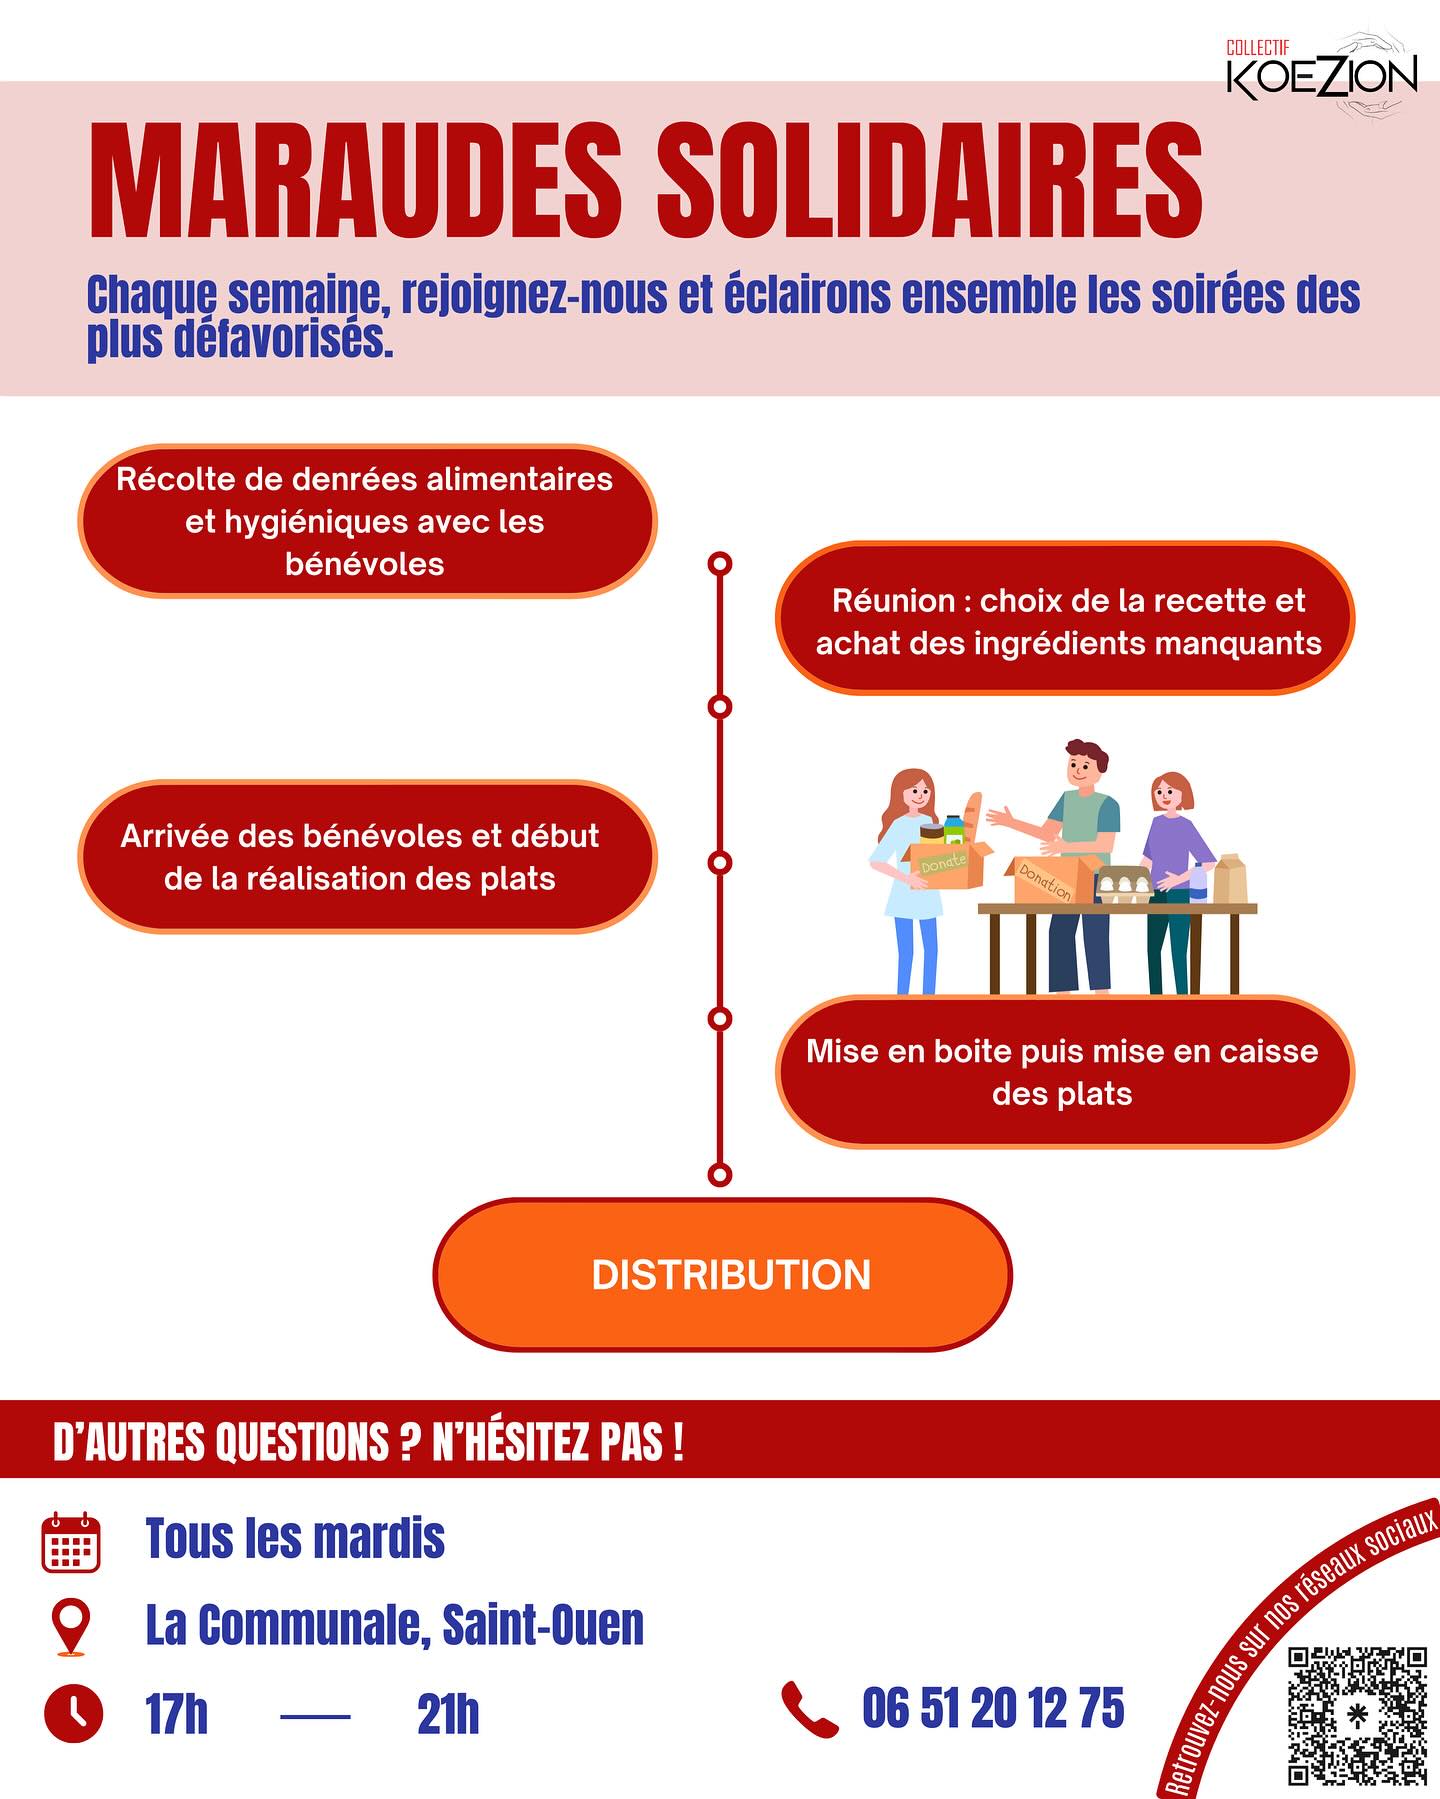 COLLECTIF
KOEZION
MARAUDES SOLIDAIRES
Chaque semaine, rejoignez-nous et éclairons ensemble les soirées des
plus défavorisés.
Récolte de denrées alimentaires
et hygiéniques avec les
bénévoles
Réunion : choix de la recette et
achat des ingrédients manquants
Arrivée des bénévoles et début
de la réalisation des plats
Donate
Donation
Mise en boite puis mise en caisse
des plats
DISTRIBUTION
D'AUTRES QUESTIONS ? N'HÉSITEZ PAS !
Tous les mardis
La Communale, Saint-Ouen
17h — 21h
06 51 20 12 75
Retrouvez-nous sur nos réseaux sociaux